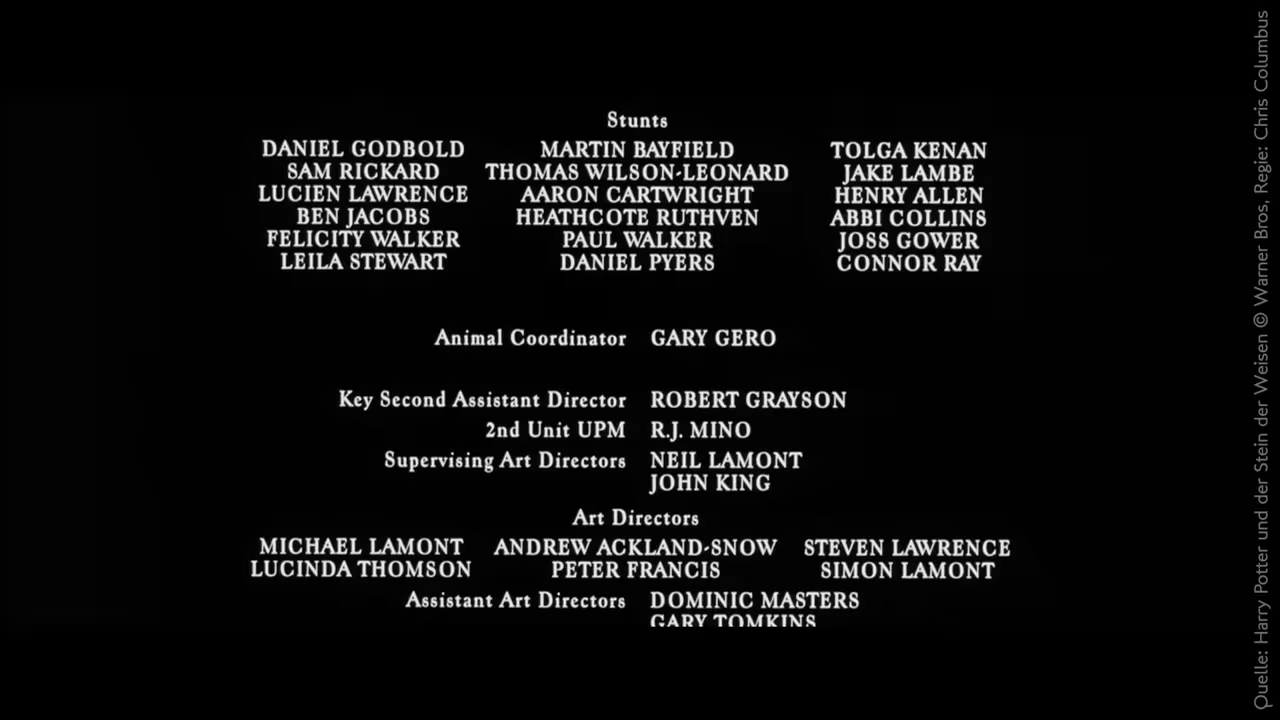 Stunts
DANIEL GODBOLD MARTIN BAYFIELD TOLGA KENAN
SAM RICKARD THOMAS WILSON-LEONARD JAKE LAMBE
LUCIEN LAWRENCE AARON CARTWRIGHT HENRY ALLEN
BEN JACOBS HEATHCOTE RUTHVEN ABBI COLLINS
FELICITY WALKER PAUL WALKER JOSS GOWER
LEILA STEWART DANIEL PYERS CONNOR RAY
Animal Coordinator GARY GERO
Key Second Assistant Director ROBERT GRAYSON
2nd Unit UPM R.J. MINO
Supervising Art Directors NEIL LAMONT
JOHN KING
Art Directors
MICHAEL LAMONT ANDREW ACKLAND-SNOW STEVEN LAWRENCE
LUCINDA THOMSON PETER FRANCIS SIMON LAMONT
Assistant Art Directors DOMINIC MASTERS
GARY TOMKINS
Quelle: Harry Potter und der Stein der Weisen © Warner Bros, Regie: Chris Columbus